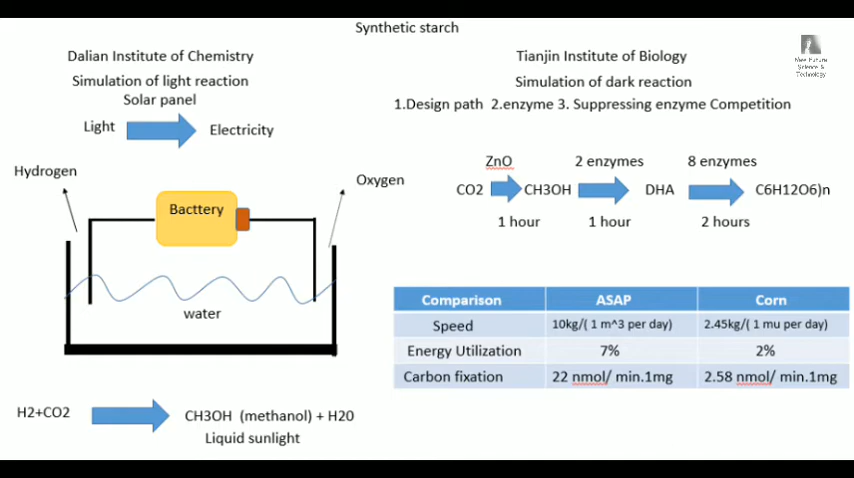 Synthetic starch
New Future
Science &
Technology
Dalian Institute of Chemistry
Simulation of light reaction
Solar panel
Light
Electricity
Hydrogen
Oxygen
Bacttery
water
H2+CO2
CH3OH (methanol) + H20
Liquid sunlight
Tianjin Institute of Biology
Simulation of dark reaction
1.Design path 2.enzyme 3. Suppressing enzyme Competition
ZnO
2 enzymes
8 enzymes
CO2
CH3OH
DHA
C6H12O6)n
1 hour
1 hour
2 hours
Comparison ASAP Corn
Speed 10kg/( 1 m^3 per day) 2.45kg/( 1 mu per day)
Energy Utilization 7% 2%
Carbon fixation 22 nmol/ min.1mg 2.58 nmol/ min.1mg